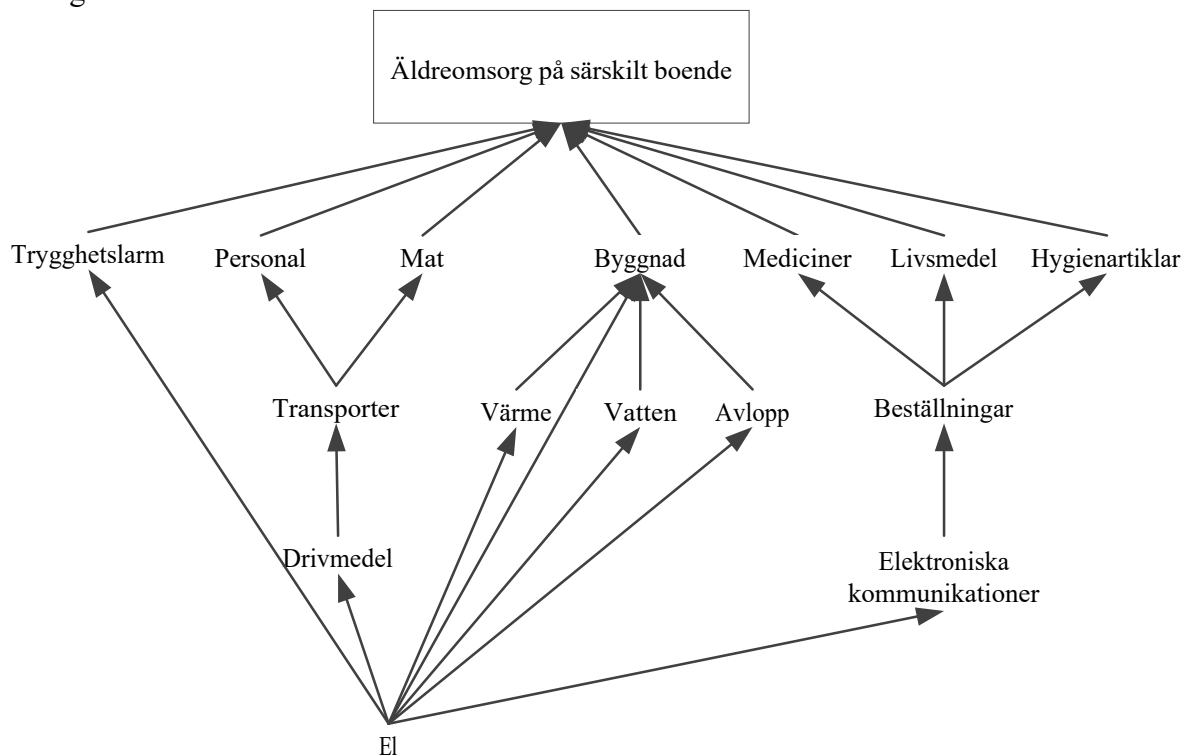 g
Äldreomsorg på särskilt boende
Trygghetslarm
Personal
Mat
Byggnad
Mediciner
Livsmedel
Hygienartiklar
Transporter
Värme
Vatten
Avlopp
Beställningar
Drivmedel
Elektroniska
kommunikationer
El